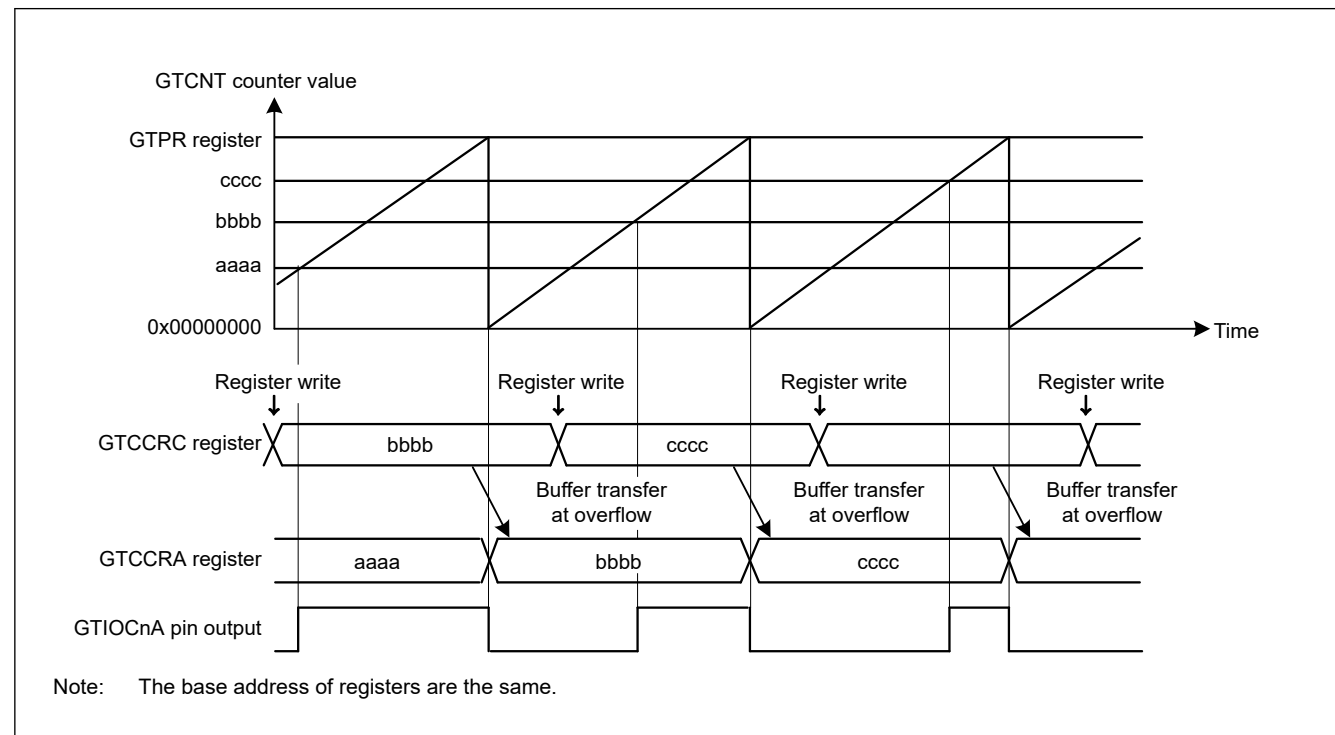 GTCNT counter value
GTPR register
cccc
bbbb
aaaa
0x00000000
Time
Register write Register write Register write Register write
GTCCRC register bbbb cccc
Buffer transfer Buffer transfer Buffer transfer
at overflow at overflow at overflow
GTCCRA register aaaa bbbb cccc
GTIOCnA pin output
Note: The base address of registers are the same.